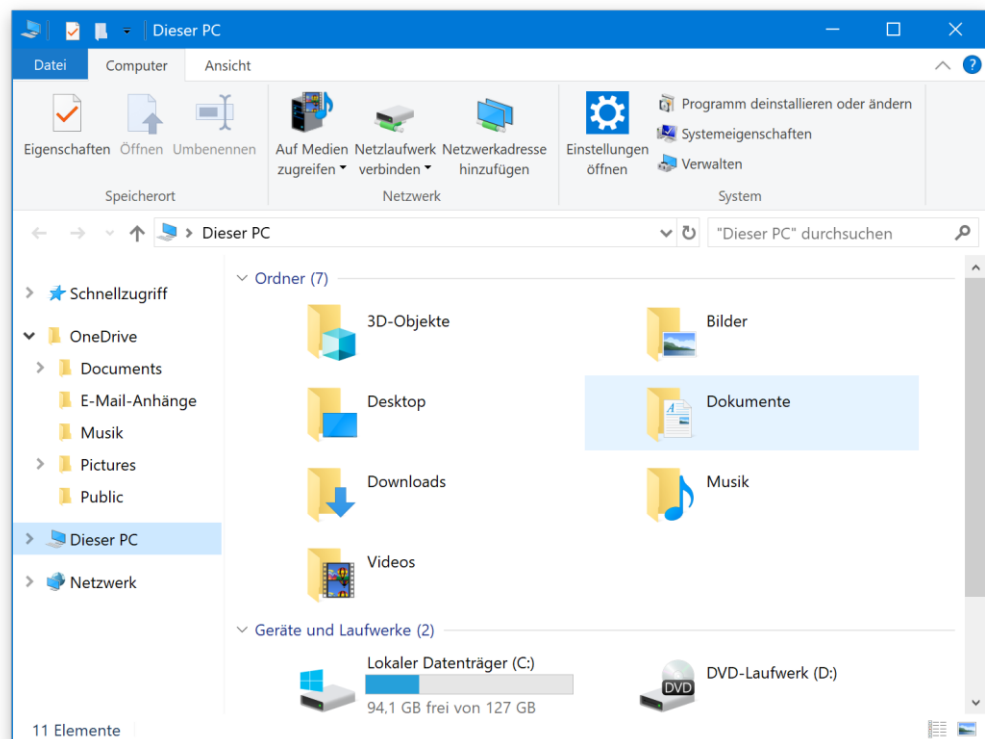 Dieser PC
Datei Computer Ansicht
Eigenschaften Öffnen Umbenennen
Speicherort
Auf Medien zugreifen
Netzlaufwerk verbinden
Netzwerkadresse hinzufügen
Netzwerk
Einstellungen öffnen
Programm deinstallieren oder ändern
Systemeigenschaften
Verwalten
System
Dieser PC
"Dieser PC" durchsuchen
Schnellzugriff
OneDrive
Documents
E-Mail-Anhänge
Musik
Pictures
Public
Dieser PC
Netzwerk
Ordner (7)
3D-Objekte
Bilder
Desktop
Dokumente
Downloads
Musik
Videos
Geräte und Laufwerke (2)
Lokaler Datenträger (C:)
94,1 GB frei von 127 GB
DVD
DVD-Laufwerk (D:)
11 Elemente